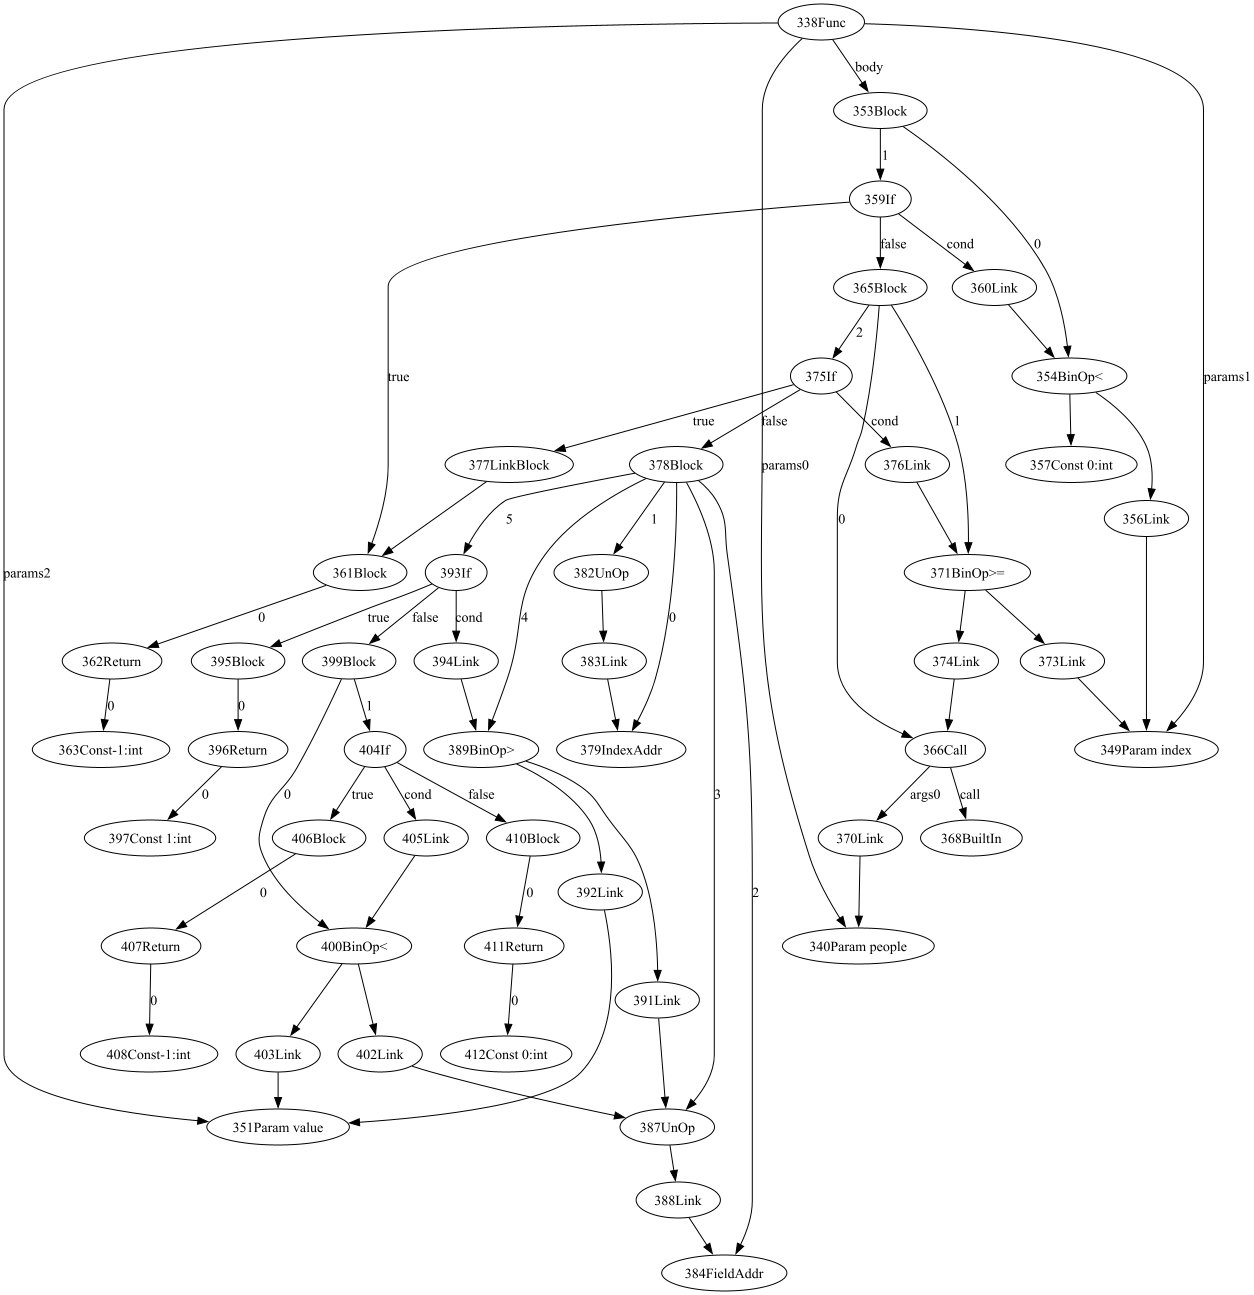 338Func
body
353Block
1
359If
0
false
cond
365Block
360Link
2
375If
354BinOp<
true
params1
true
false
cond
1
377LinkBlock
378Block
params0
376Link
357Const 0:int
5
1
0
356Link
params2
361Block
393If
382UnOp
371BinOp>=
0
true
false
cond
4
0
362Return
395Block
399Block
394Link
383Link
374Link
373Link
0
0
1
363Const-1:int
396Return
404If
389BinOp>
379IndexAddr
366Call
349Param index
0
0
true
cond
false
3
args0
call
397Const 1:int
406Block
405Link
410Block
370Link
368BuiltIn
0
0
392Link
2
407Return
400BinOp<
411Return
340Param people
0
0
391Link
408Const-1:int
403Link
402Link
412Const 0:int
351Param value
387UnOp
388Link
384FieldAddr